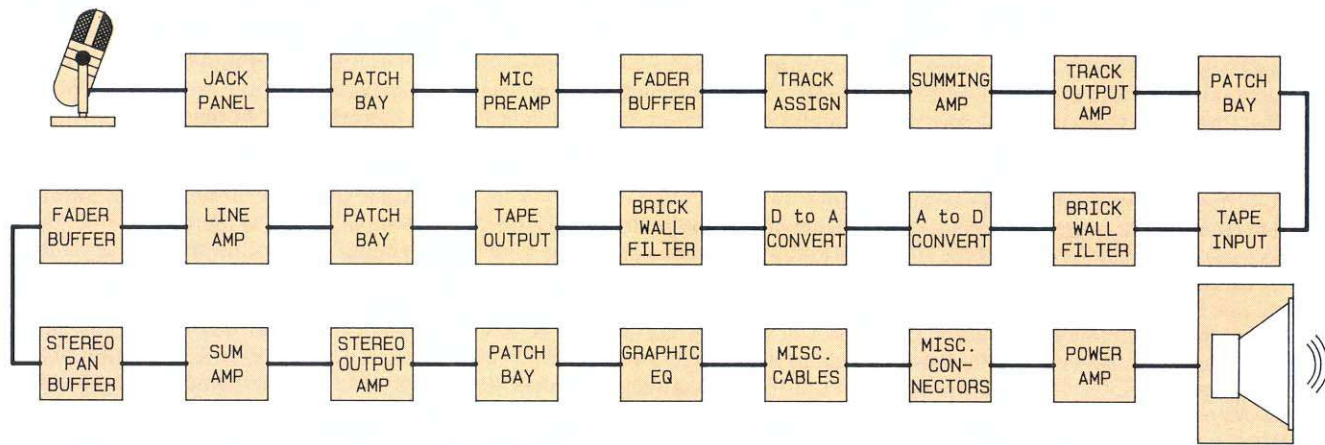 JACK
PANEL
PATCH
BAY
MIC
PREAMP
FADER
BUFFER
TRACK
ASSIGN
SUMMING
AMP
TRACK
OUTPUT
AMP
PATCH
BAY
FADER
BUFFER
LINE
AMP
PATCH
BAY
TAPE
OUTPUT
BRICK
WALL
FILTER
D to A
CONVERT
A to D
CONVERT
BRICK
WALL
FILTER
TAPE
INPUT
STEREO
PAN
BUFFER
SUM
AMP
STEREO
OUTPUT
AMP
PATCH
BAY
GRAPHIC
EQ
MISC.
CABLES
MISC.
CON-
NECTORS
POWER
AMP